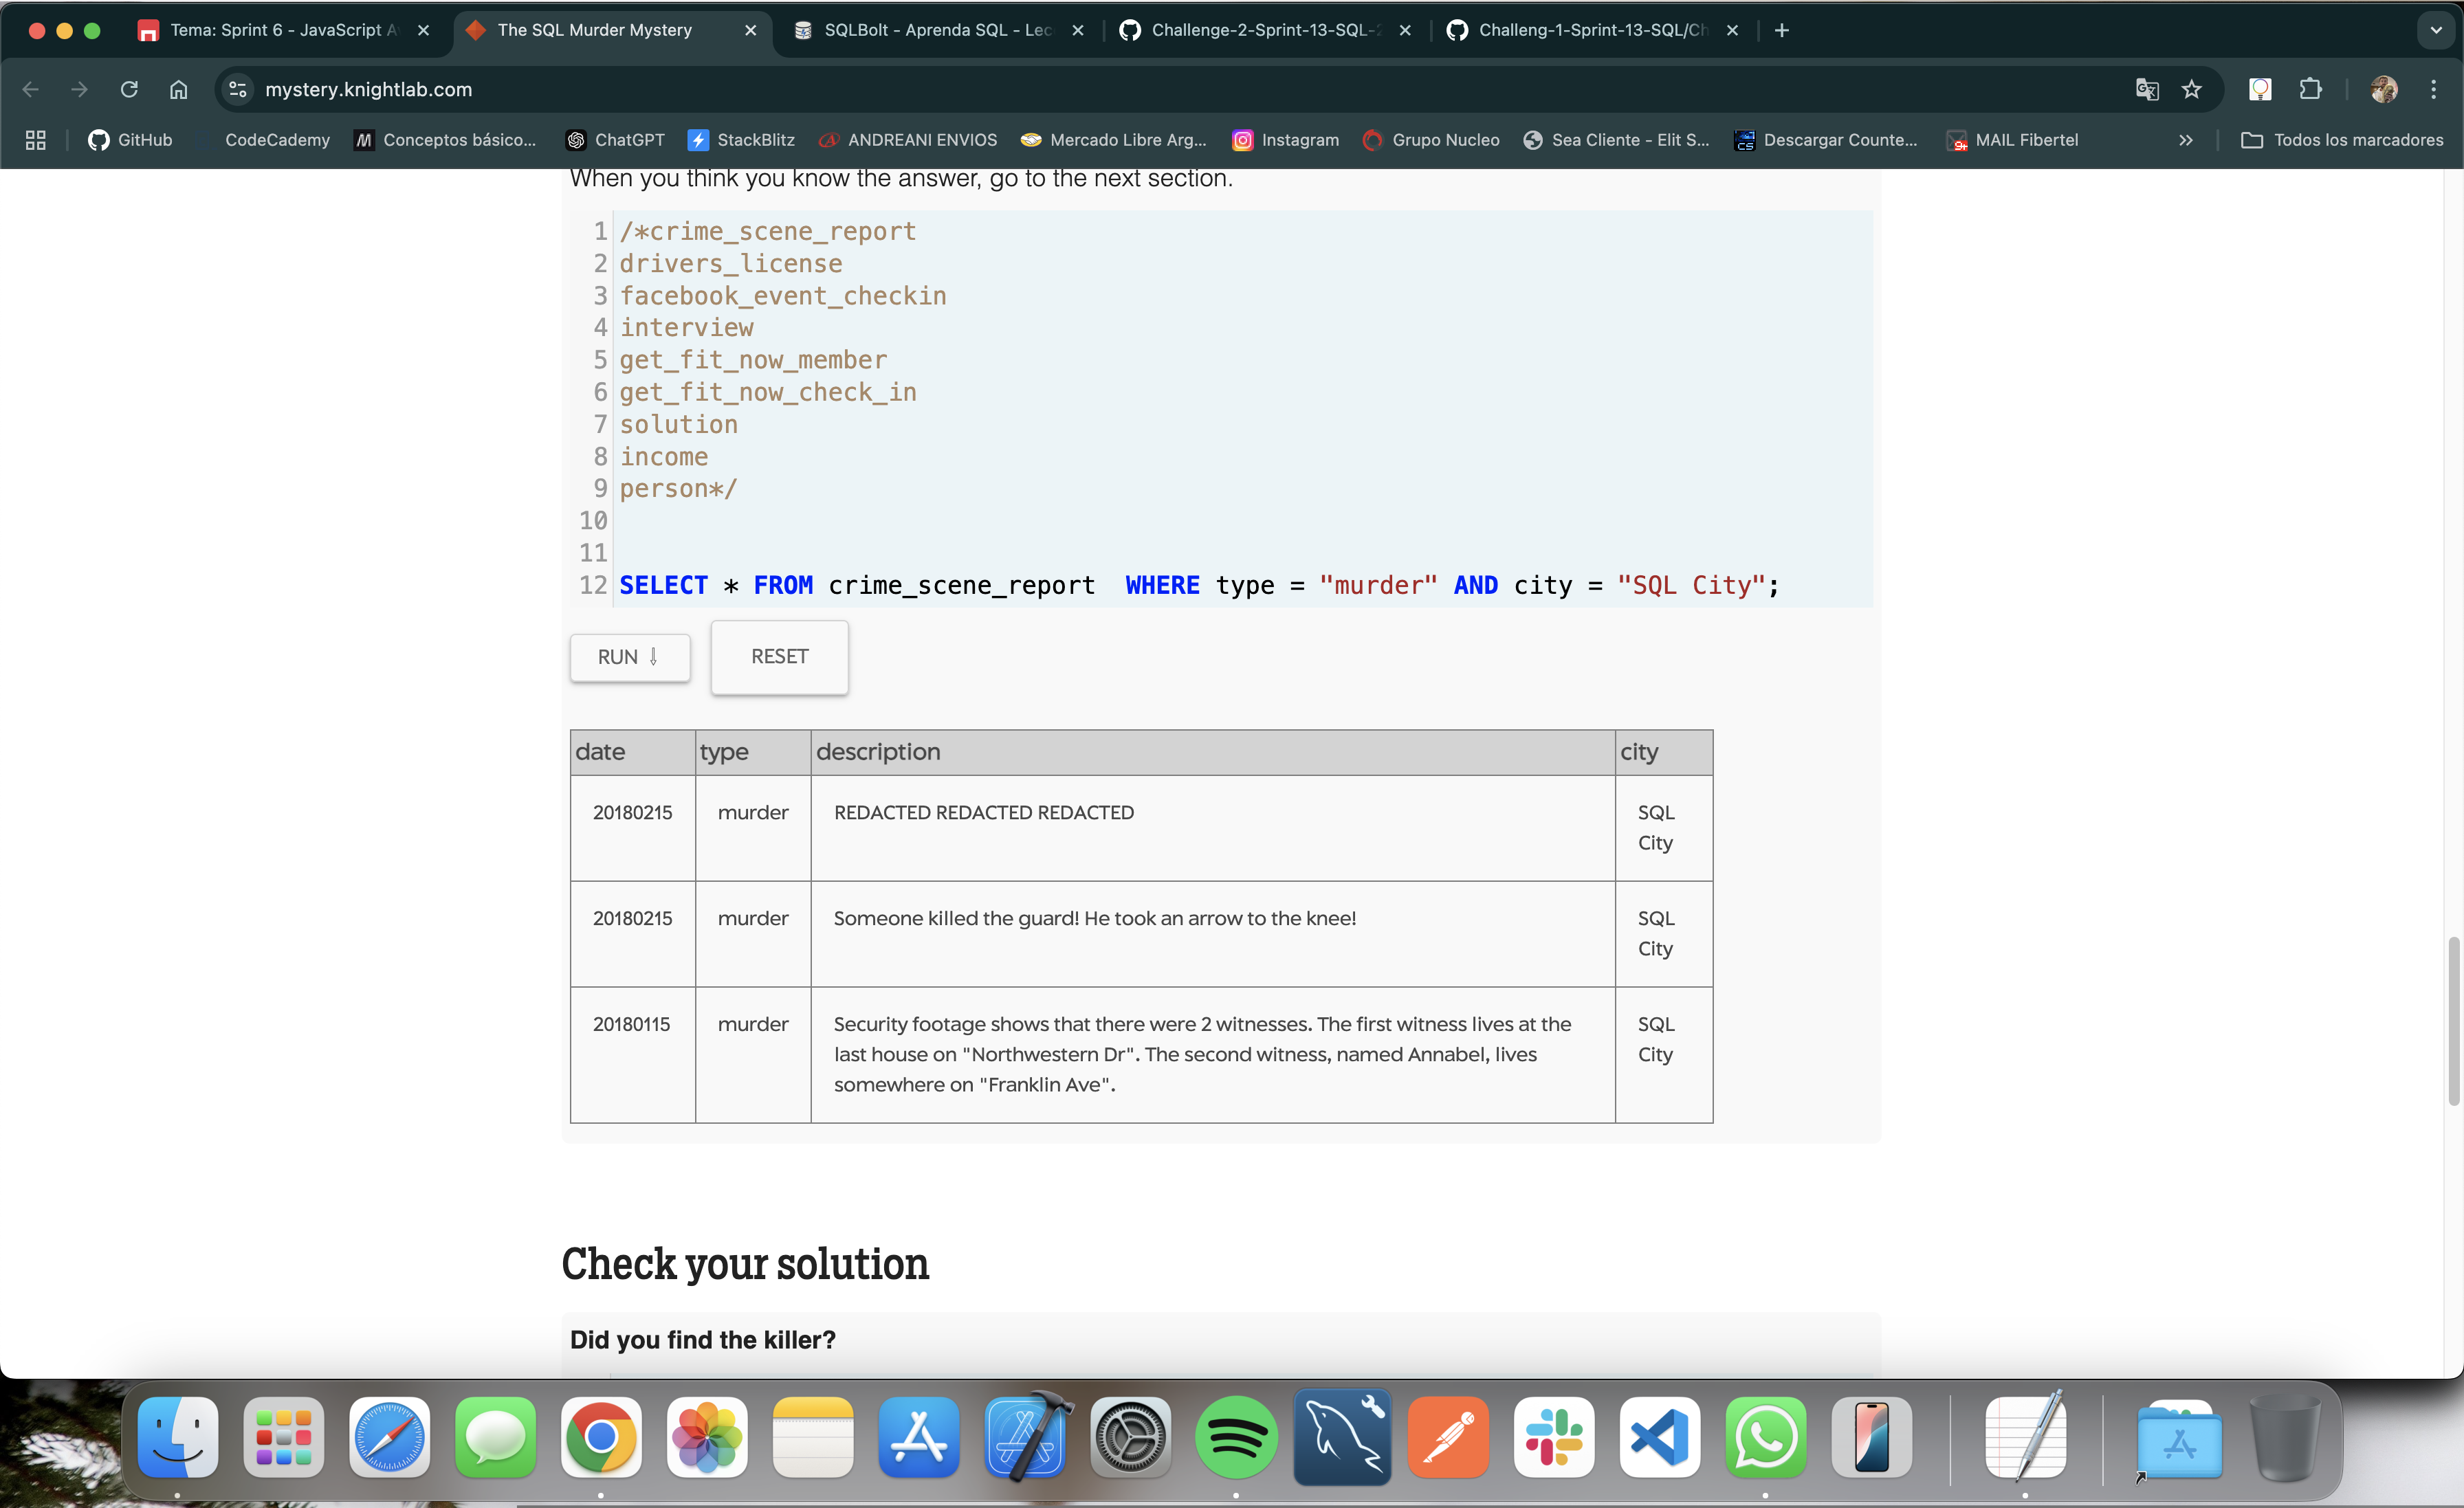 Tema: Sprint 6 - JavaScript A
The SQL Murder Mystery
SQLBolt - Aprenda SQL - Lec
Challenge-2-Sprint-13-SQL-2
Challeng-1-Sprint-13-SQL/Ch
mystery.knightlab.com
GitHub
CodeCademy
Conceptos básico...
ChatGPT
StackBlitz
ANDREANI ENVIOS
Mercado Libre Arg...
Instagram
Grupo Nucleo
Sea Cliente - Elit S...
Descargar Counte...
MAIL Fibertel
Todos los marcadores
When you think you know the answer, go to the next section.
1 /*crime_scene_report
2 drivers_license
3 facebook_event_checkin
4 interview
5 get_fit_now_member
6 get_fit_now_check_in
7 solution
8 income
9 person*/
10
11
12 SELECT * FROM crime_scene_report  WHERE type = "murder" AND city = "SQL City";
RUN ↓
RESET
date type description city
20180215 murder REDACTED REDACTED REDACTED SQL
City
20180215 murder Someone killed the guard! He took an arrow to the knee! SQL
City
20180115 murder Security footage shows that there were 2 witnesses. The first witness lives at the SQL
last house on "Northwestern Dr". The second witness, named Annabel, lives City
somewhere on "Franklin Ave".
Check your solution
Did you find the killer?